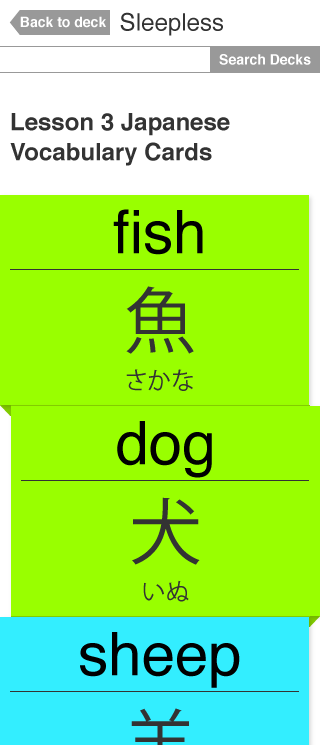 Back to deck
Sleepless
Search Decks
Lesson 3 Japanese
Vocabulary Cards
fish
魚
さかな
dog
犬
いぬ
sheep
羊